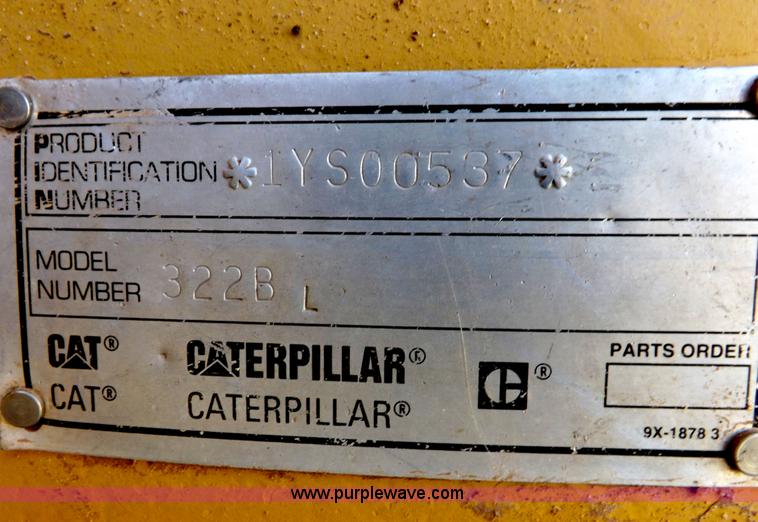 PRODUCT
IDENTIFICATION
NUMBER
*1YS00537*
MODEL
NUMBER
322B L
CAT®
CATERPILLAR®
CAT®
CATERPILLAR®
C®
PARTS ORDER
9X-1878 3
www.purplewave.com